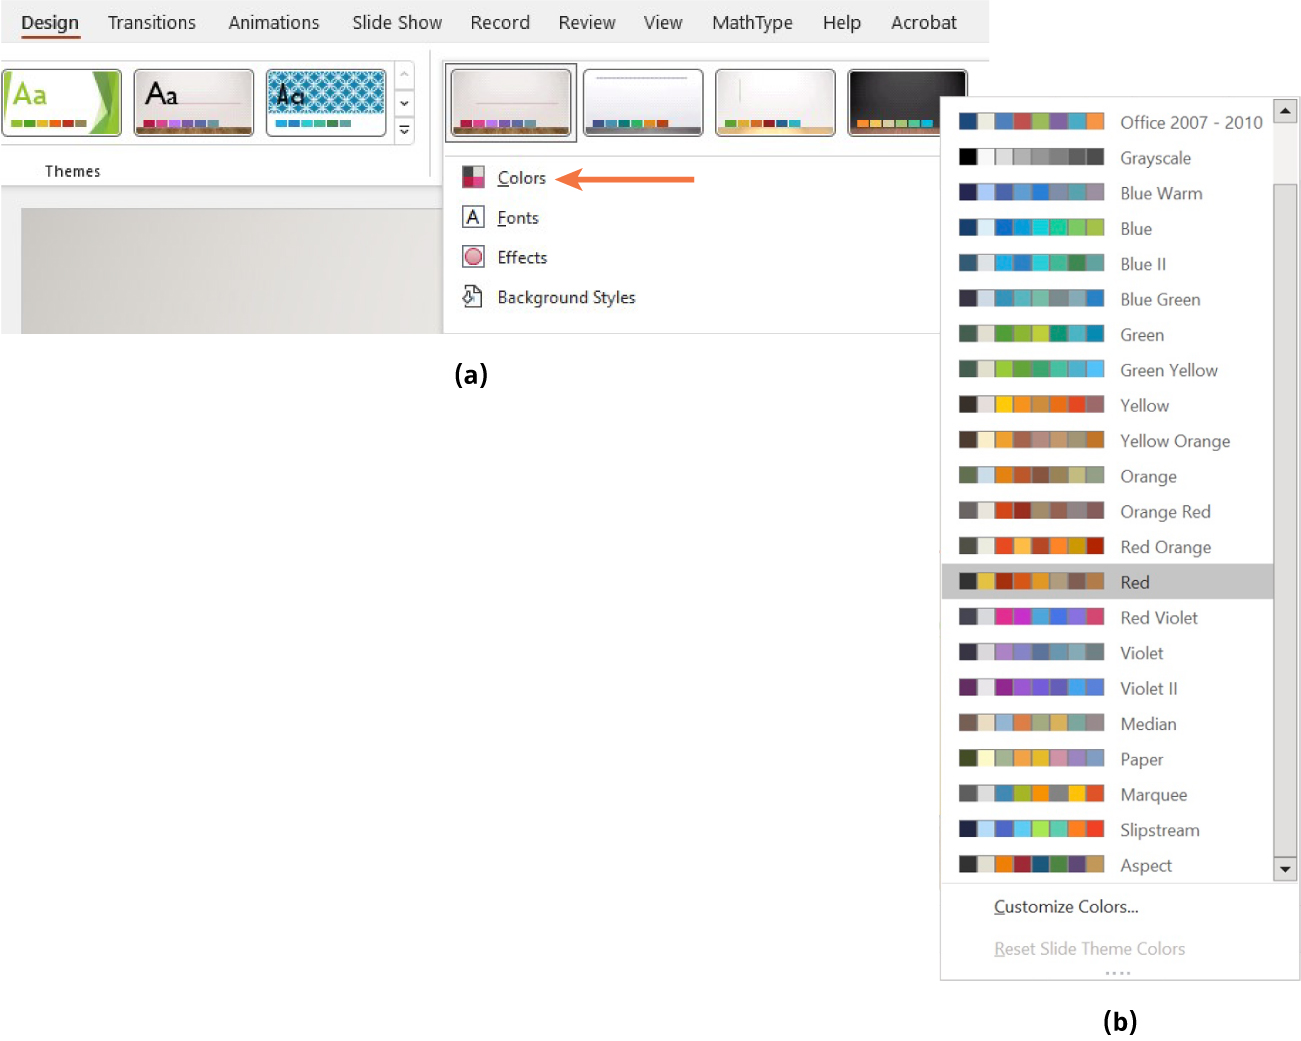 Design Transitions Animations Slide Show Record Review View MathType Help Acrobat
Aa Aa Aa
Themes
Colors
A Fonts
Effects
Background Styles
(a)
Office 2007 - 2010
Grayscale
Blue Warm
Blue
Blue II
Blue Green
Green
Green Yellow
Yellow
Yellow Orange
Orange
Orange Red
Red Orange
Red
Red Violet
Violet
Violet II
Median
Paper
Marquee
Slipstream
Aspect
Customize Colors...
Reset Slide Theme Colors
(b)